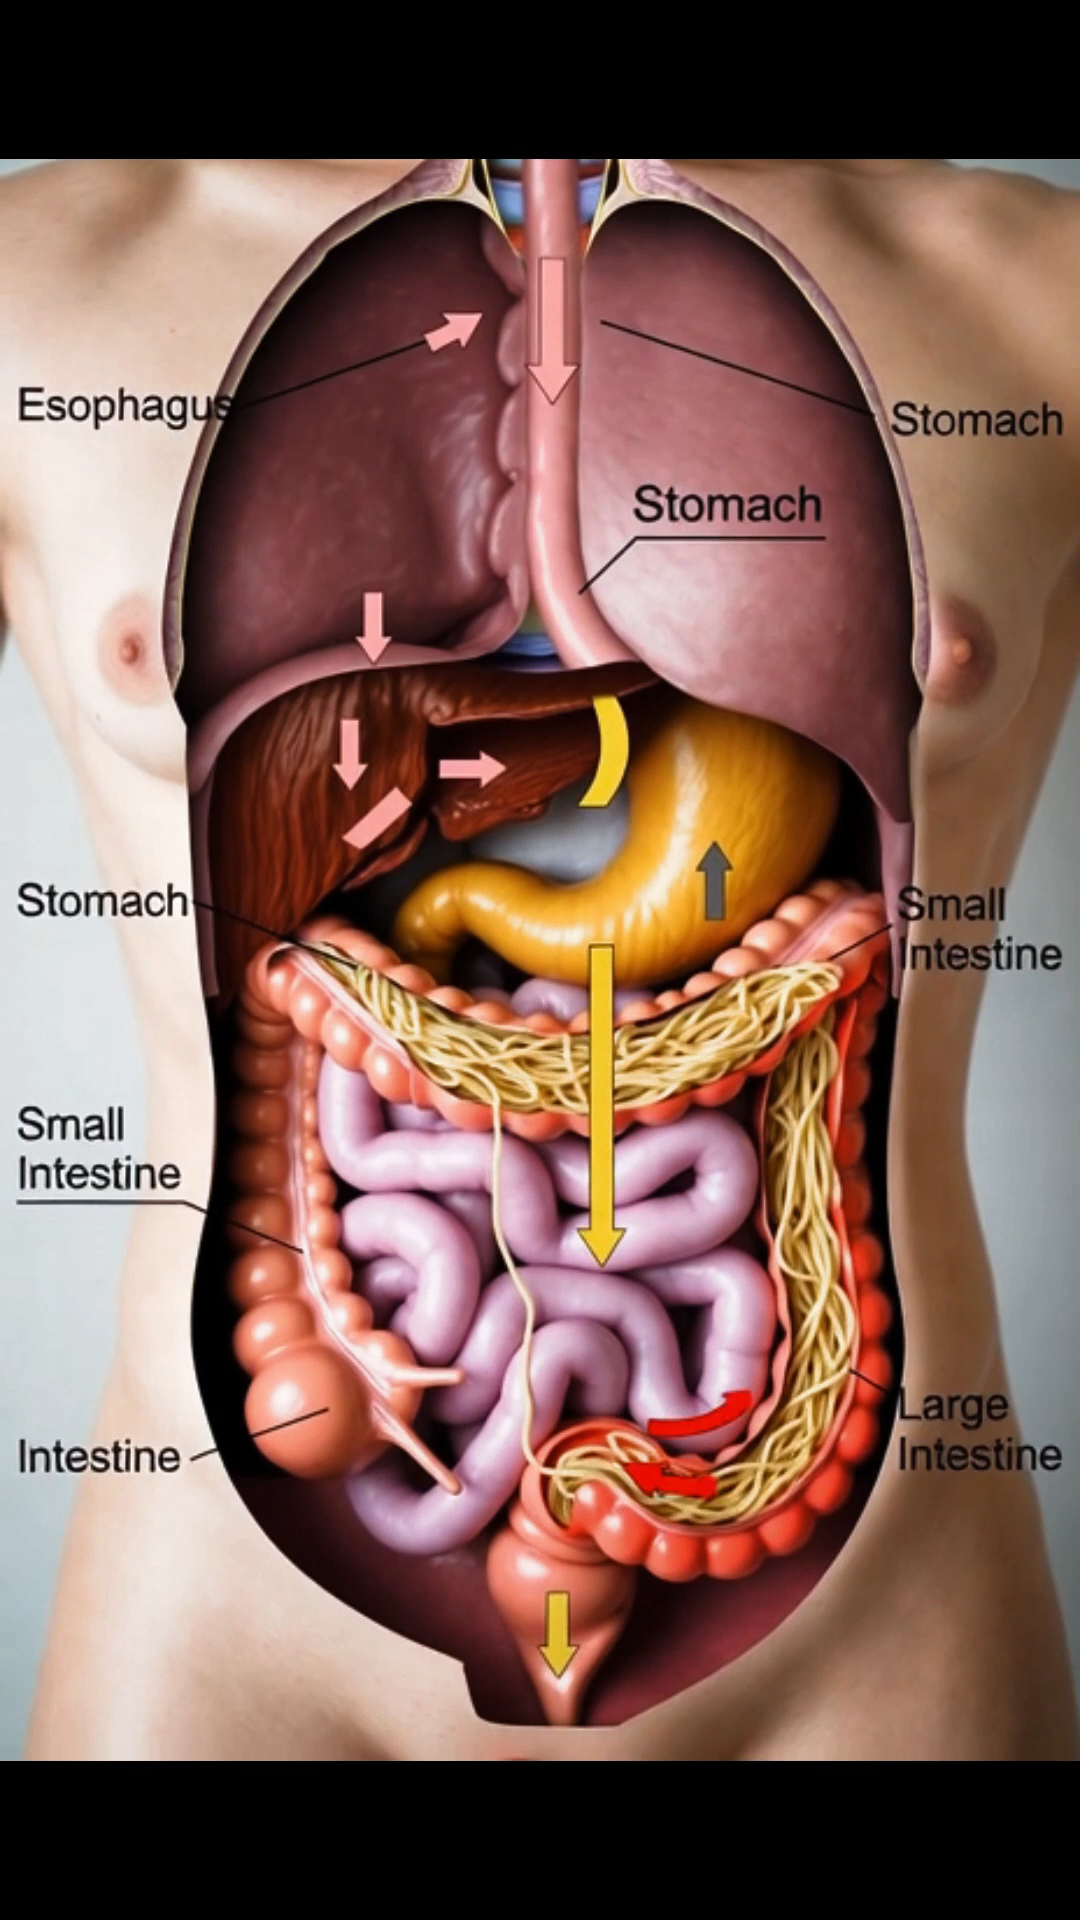 Esophagus
Stomach
Stomach
Stomach
Small
Intestine
Small
Intestine
Intestine
Large
Intestine